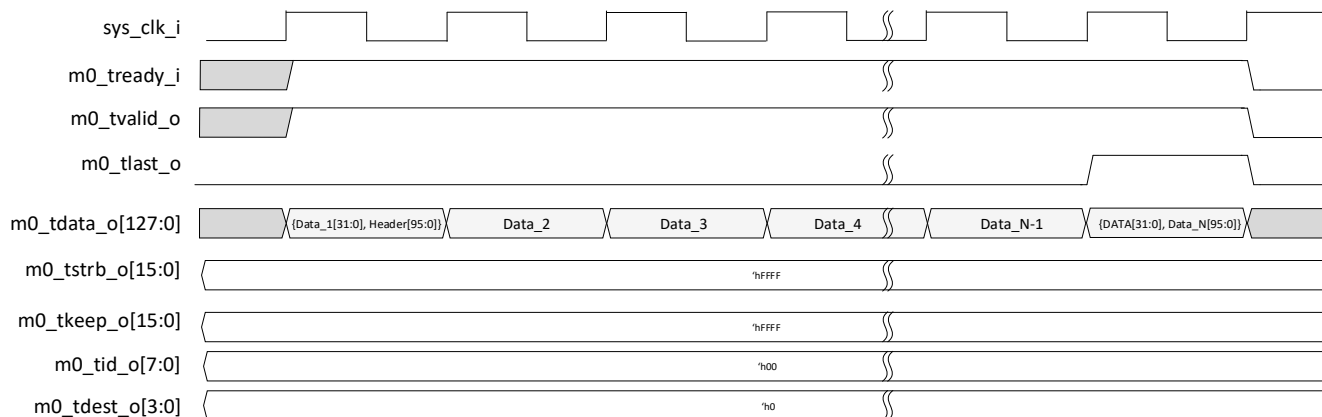 sys_clk_i
m0_tready_i
m0_tvalid_o
m0_tlast_o
m0_tdata_o[127:0] {Data_1[31:0], Header[95:0]} Data_2 Data_3 Data_4 Data_N-1 {DATA[31:0], Data_N[95:0]}
m0_tstrb_o[15:0] ‘hFFFF
m0_tkeep_o[15:0] ‘hFFFF
m0_tid_o[7:0] ‘h00
m0_tdest_o[3:0] ‘h0